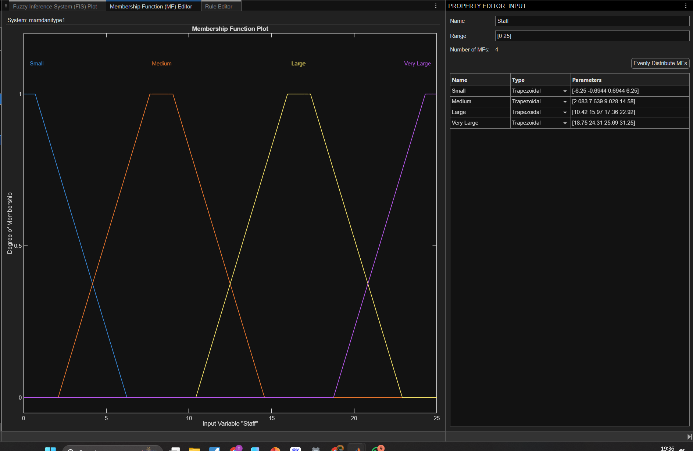 Fuzzy Inference System (FIS) Plot
Membership Function (MF) Editor
Rule Editor
PROPERTY EDITOR: INPUT
System: mamdanitype1
Membership Function Plot
Small
Medium
Large
Very Large
1
0.5
0
Degree of Membership
0
5
10
15
20
25
Input Variable "Staff"
Name
Staff
Range
[0 25]
Number of MFs:
4
Evenly Distribute MFs
Name Type Parameters
Small Trapezoidal [-6.25 -0.6944 0.6944 6.25]
Medium Trapezoidal [2.083 7.639 9.028 14.58]
Large Trapezoidal [10.42 15.97 17.36 22.92]
Very Large Trapezoidal [18.75 24.31 25.69 31.25]
19:36